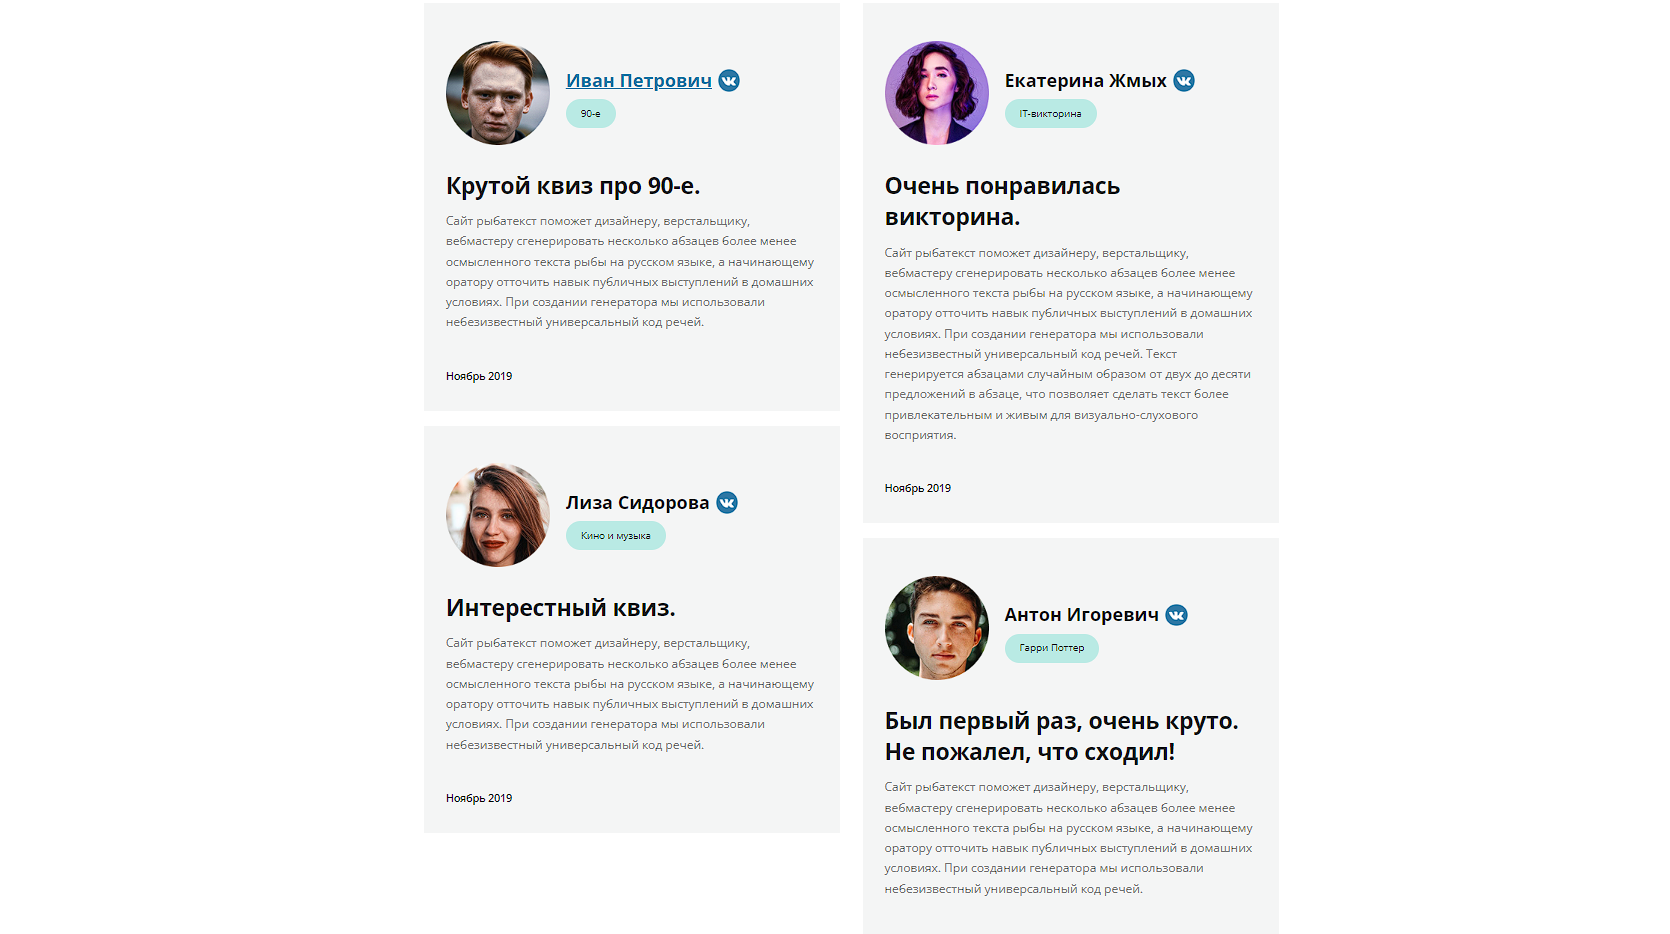 Иван Петрович
90-е
Крутой квиз про 90-е.
Сайт рыбатекст поможет дизайнеру, верстальщику,
вебмастеру сгенерировать несколько абзацев более менее
осмысленного текста рыбы на русском языке, а начинающему
оратору отточить навык публичных выступлений в домашних
условиях. При создании генератора мы использовали
небезизвестный универсальный код речей.
Ноябрь 2019
Лиза Сидорова
Кино и музыка
Интерестный квиз.
Сайт рыбатекст поможет дизайнеру, верстальщику,
вебмастеру сгенерировать несколько абзацев более менее
осмысленного текста рыбы на русском языке, а начинающему
оратору отточить навык публичных выступлений в домашних
условиях. При создании генератора мы использовали
небезизвестный универсальный код речей.
Ноябрь 2019
Екатерина Жмых
IT-викторина
Очень понравилась
викторина.
Сайт рыбатекст поможет дизайнеру, верстальщику,
вебмастеру сгенерировать несколько абзацев более менее
осмысленного текста рыбы на русском языке, а начинающему
оратору отточить навык публичных выступлений в домашних
условиях. При создании генератора мы использовали
небезизвестный универсальный код речей. Текст
генерируется абзацами случайным образом от двух до десяти
предложений в абзаце, что позволяет сделать текст более
привлекательным и живым для визуально-слухового
восприятия.
Ноябрь 2019
Антон Игоревич
Гарри Поттер
Был первый раз, очень круто.
Не пожалел, что сходил!
Сайт рыбатекст поможет дизайнеру, верстальщику,
вебмастеру сгенерировать несколько абзацев более менее
осмысленного текста рыбы на русском языке, а начинающему
оратору отточить навык публичных выступлений в домашних
условиях. При создании генератора мы использовали
небезизвестный универсальный код речей.